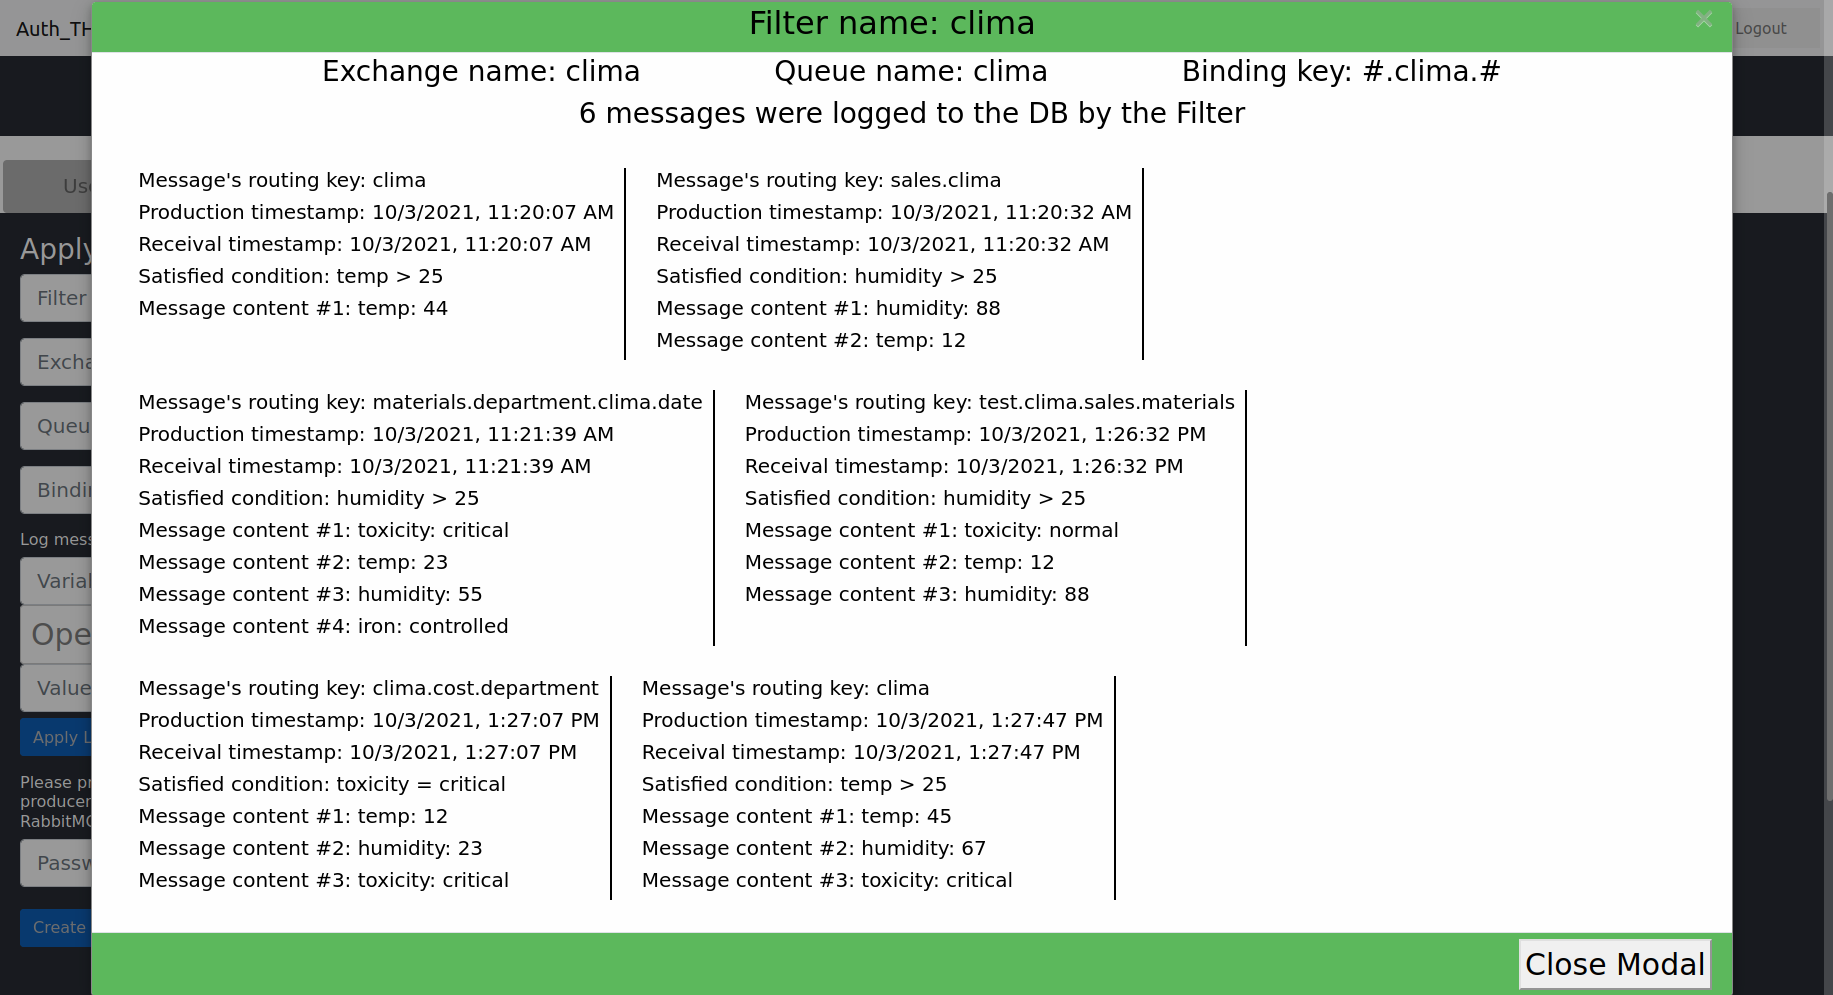 Filter name: clima
×
Auth_TH
Logout
Exchange name: clima
Queue name: clima
Binding key: #.clima.#
6 messages were logged to the DB by the Filter
Message's routing key: clima
Production timestamp: 10/3/2021, 11:20:07 AM
Receival timestamp: 10/3/2021, 11:20:07 AM
Satisfied condition: temp > 25
Message content #1: temp: 44
Message's routing key: sales.clima
Production timestamp: 10/3/2021, 11:20:32 AM
Receival timestamp: 10/3/2021, 11:20:32 AM
Satisfied condition: humidity > 25
Message content #1: humidity: 88
Message content #2: temp: 12
Message's routing key: materials.department.clima.date
Production timestamp: 10/3/2021, 11:21:39 AM
Receival timestamp: 10/3/2021, 11:21:39 AM
Satisfied condition: humidity > 25
Message content #1: toxicity: critical
Message content #2: temp: 23
Message content #3: humidity: 55
Message content #4: iron: controlled
Message's routing key: test.clima.sales.materials
Production timestamp: 10/3/2021, 1:26:32 PM
Receival timestamp: 10/3/2021, 1:26:32 PM
Satisfied condition: humidity > 25
Message content #1: toxicity: normal
Message content #2: temp: 12
Message content #3: humidity: 88
Message's routing key: clima.cost.department
Production timestamp: 10/3/2021, 1:27:07 PM
Receival timestamp: 10/3/2021, 1:27:07 PM
Satisfied condition: toxicity = critical
Message content #1: temp: 12
Message content #2: humidity: 23
Message content #3: toxicity: critical
Message's routing key: clima
Production timestamp: 10/3/2021, 1:27:47 PM
Receival timestamp: 10/3/2021, 1:27:47 PM
Satisfied condition: temp > 25
Message content #1: temp: 45
Message content #2: humidity: 67
Message content #3: toxicity: critical
Close Modal
Use
Apply
Filter
Excha
Queu
Bindin
Log mess
Varial
Ope
Value
Apply L
Please pr
producer
RabbitMQ
Passw
Create